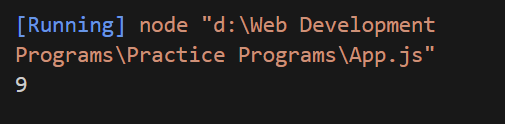 [Running] node "d:\Web Development
Programs\Practice Programs\App.js"
9